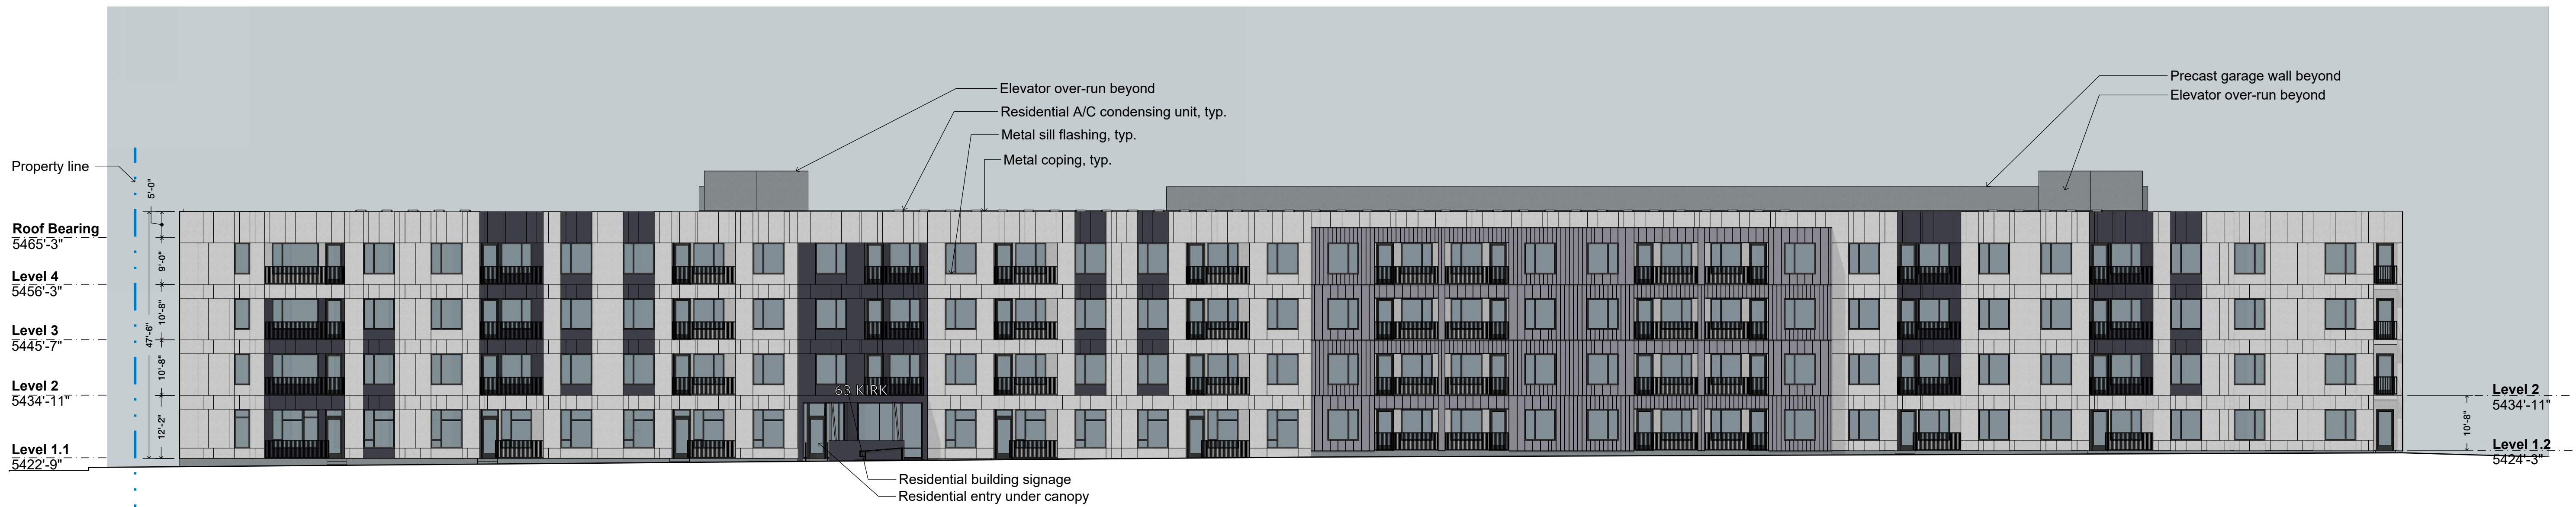 Elevator over-run beyond
Residential A/C condensing unit, typ.
Metal sill flashing, typ.
Metal coping, typ.
Precast garage wall beyond
Elevator over-run beyond
Property line
5'-0"
Roof Bearing
5465'-3"
9'-0"
Level 4
5456'-3"
10'-8"
47'-6"
Level 3
5445'-7"
10'-8"
Level 2
5434'-11"
12'-2"
Level 1.1
5422'-9"
63 KIRK
Residential building signage
Residential entry under canopy
Level 2
5434'-11"
10'-8"
Level 1.2
5424'-3"